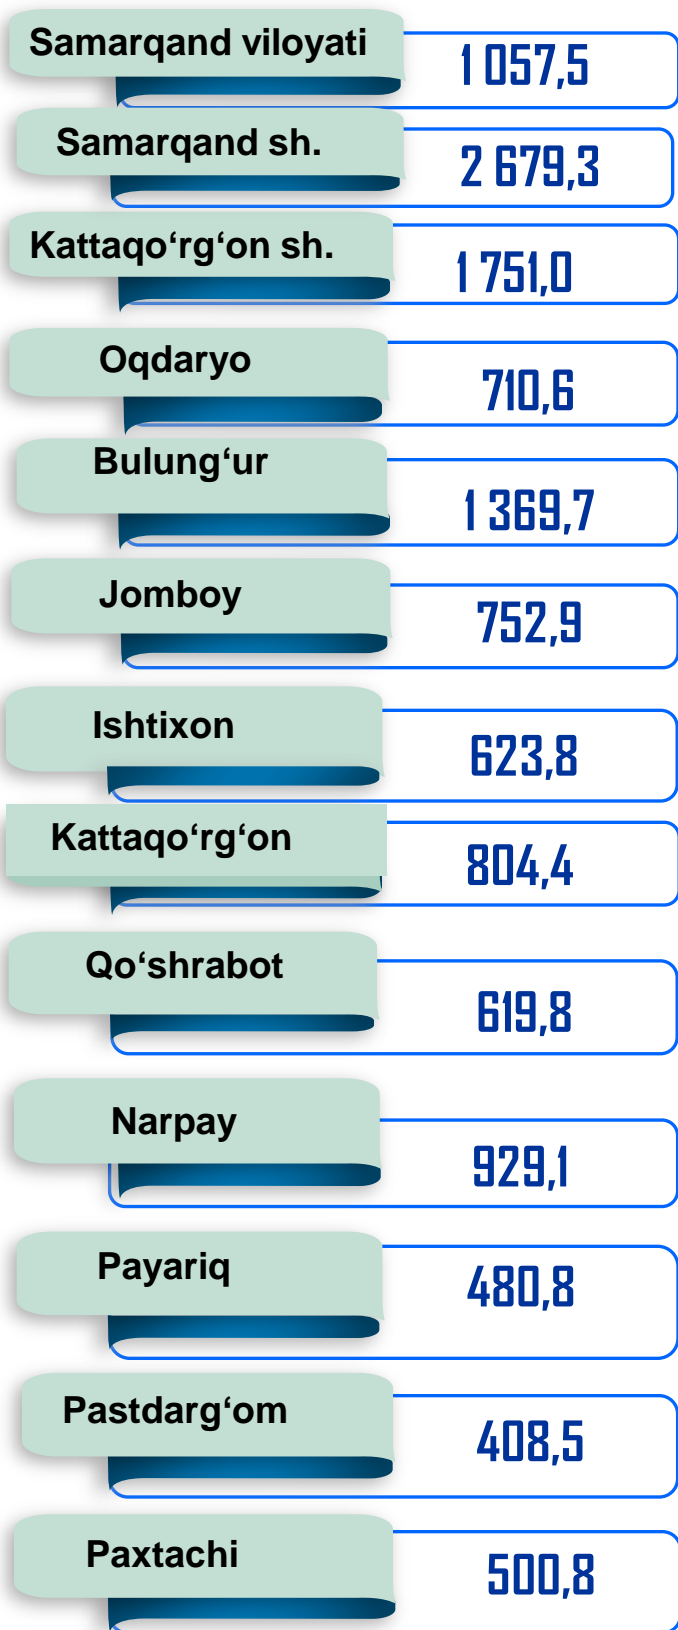 Samarqand viloyati 1 057,5
Samarqand sh. 2 679,3
Kattaqo‘rg‘on sh. 1 751,0
Oqdaryo 710,6
Bulung‘ur 1 369,7
Jomboy 752,9
Ishtixon 623,8
Kattaqo‘rg‘on 804,4
Qo‘shrabot 619,8
Narpay 929,1
Payariq 480,8
Pastdarg‘om 408,5
Paxtachi 500,8